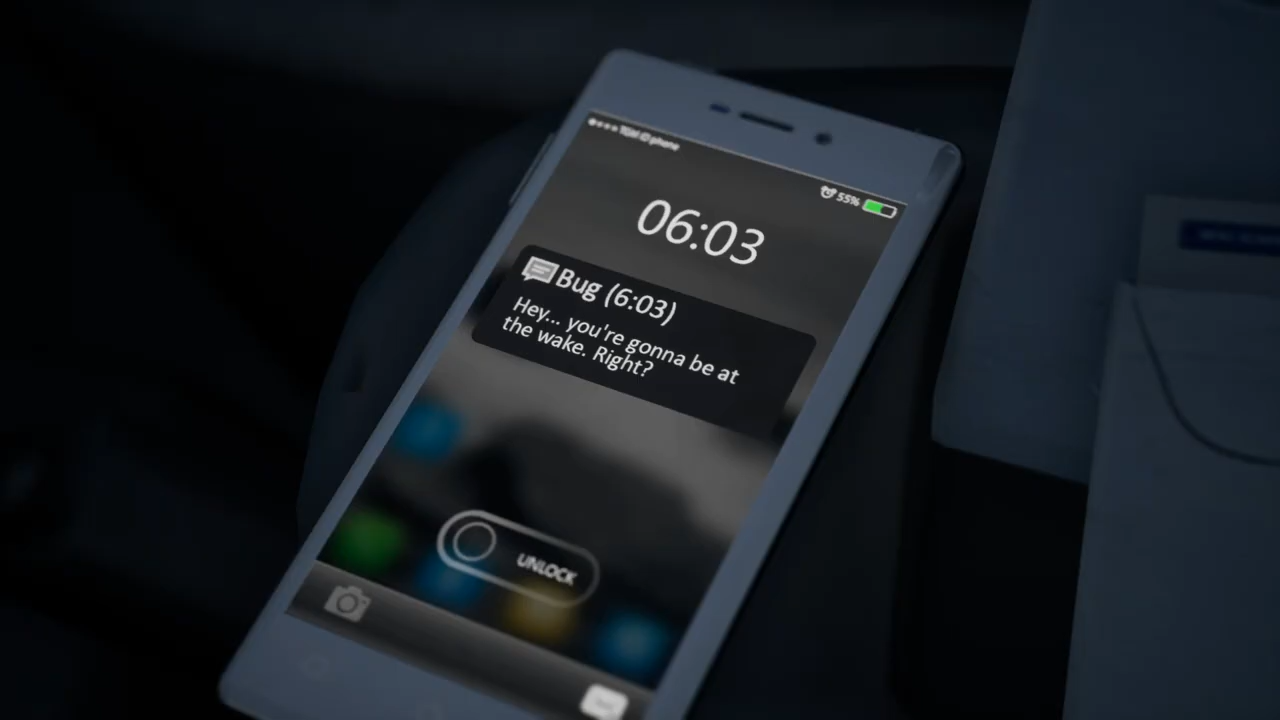 55%
06:03
Bug (6:03)
Hey... you're gonna be at
the wake. Right?
UNLOCK